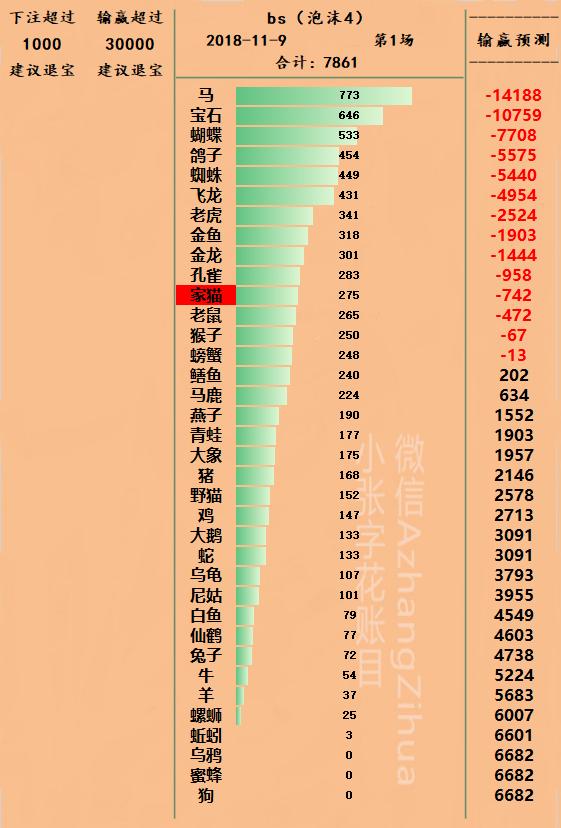 下注超过 输赢超过
1000 30000
建议退宝 建议退宝
bs（泡沫4）
2018-11-9 第1场
合计：7861
----------
输赢预测
----------
马 773 -14188
宝石 646 -10759
蝴蝶 533 -7708
鸽子 454 -5575
蜘蛛 449 -5440
飞龙 431 -4954
老虎 341 -2524
金鱼 318 -1903
金龙 301 -1444
孔雀 283 -958
家猫 275 -742
老鼠 265 -472
猴子 250 -67
螃蟹 248 -13
鳝鱼 240 202
马鹿 224 634
燕子 190 1552
青蛙 177 1903
大象 175 1957
猪 168 2146
野猫 152 2578
鸡 147 2713
大鹅 133 3091
蛇 133 3091
乌龟 107 3793
尼姑 101 3955
白鱼 79 4549
仙鹤 77 4603
兔子 72 4738
牛 54 5224
羊 37 5683
螺蛳 25 6007
蚯蚓 3 6601
乌鸦 0 6682
蜜蜂 0 6682
狗 0 6682
微信Azhangzihua
小张字花账目